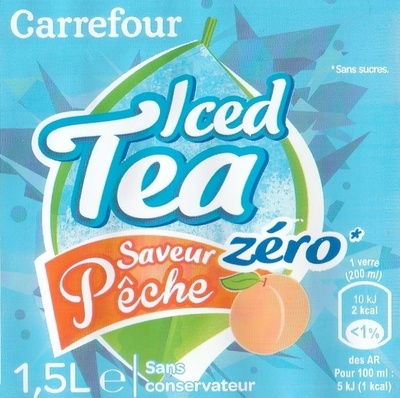 Carrefour
*Sans sucres.
Iced
Tea
zéro*
Saveur
Pêche
1 verre
(200 ml)
10 kJ
2 kcal
<1%
des AR
Pour 100 ml :
5 kJ (1 kcal)
1,5L e
Sans
conservateur